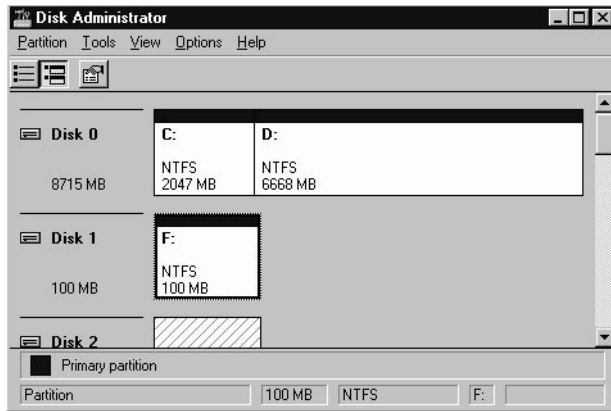 Disk Administrator
Partition Tools View Options Help
Disk 0
8715 MB
C:
NTFS
2047 MB
D:
NTFS
6668 MB
Disk 1
100 MB
F:
NTFS
100 MB
Disk 2
Primary partition
Partition 100 MB NTFS F: